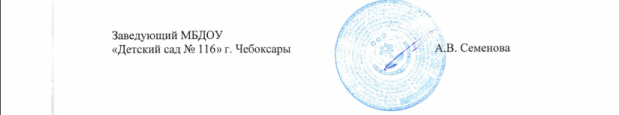 Заведующий МБДОУ
«Детский сад № 116» г. Чебоксары А.В. Семенова